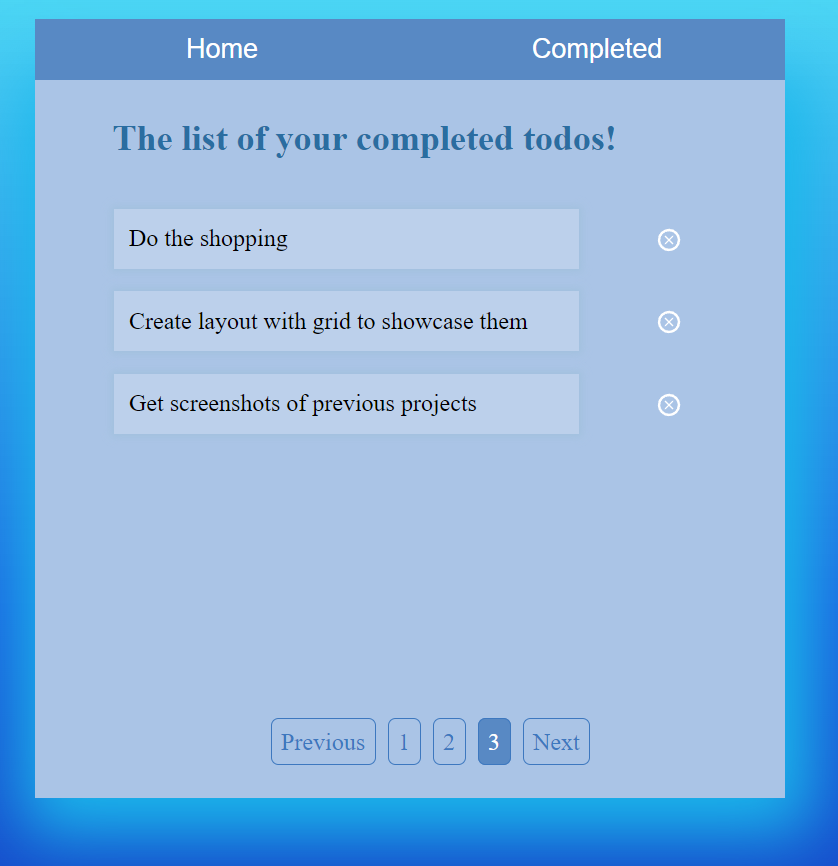 Home Completed
The list of your completed todos!
Do the shopping
Create layout with grid to showcase them
Get screenshots of previous projects
Previous 1 2 3 Next